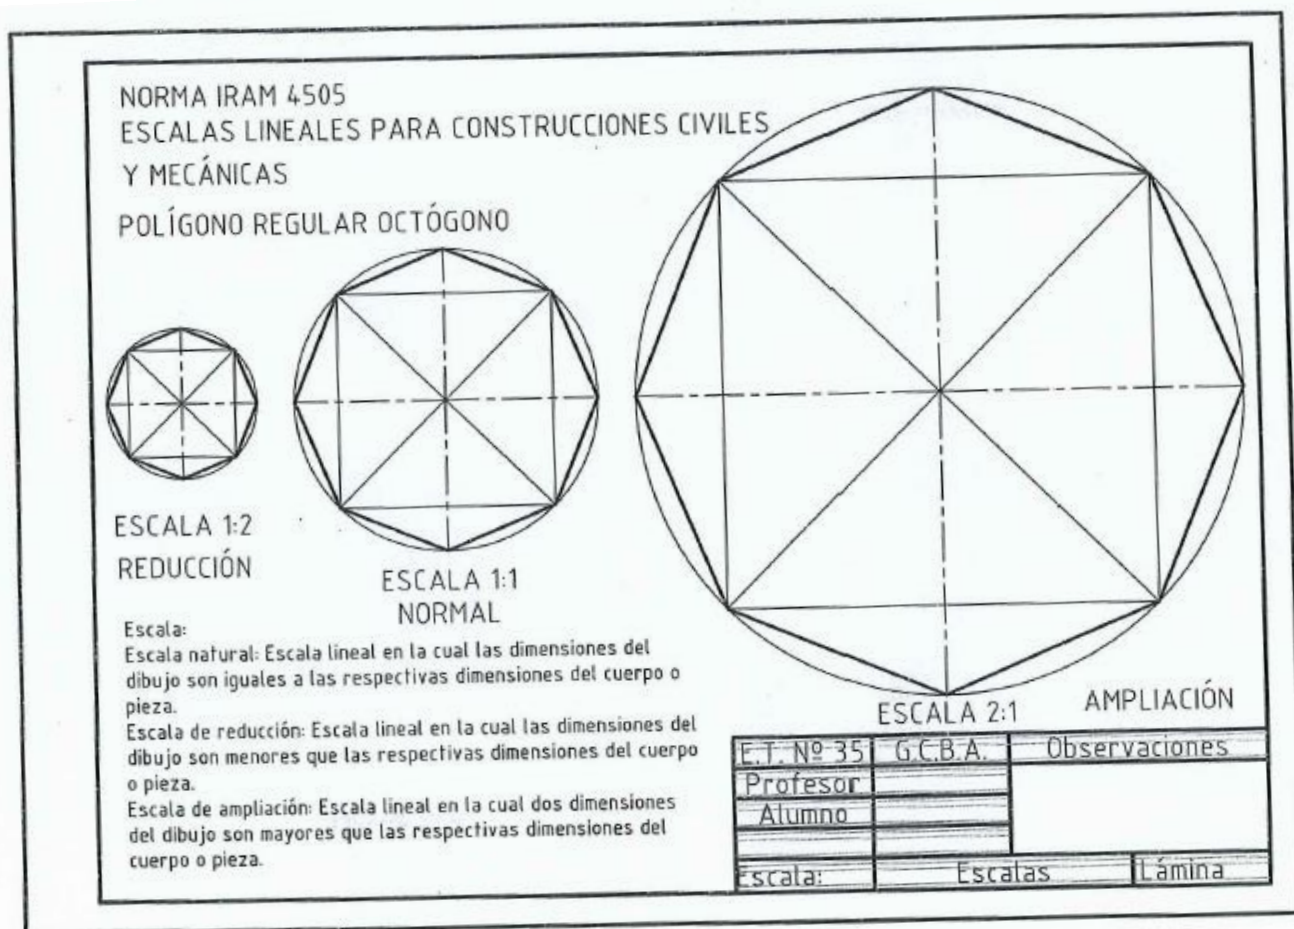 NORMA IRAM 4505
ESCALAS LINEALES PARA CONSTRUCCIONES CIVILES
Y MECÁNICAS
POLÍGONO REGULAR OCTÓGONO
ESCALA 1:2
REDUCCIÓN
ESCALA 1:1
NORMAL
ESCALA 2:1
AMPLIACIÓN
Escala:
Escala natural: Escala lineal en la cual las dimensiones del
dibujo son iguales a las respectivas dimensiones del cuerpo o
pieza.
Escala de reducción: Escala lineal en la cual las dimensiones del
dibujo son menores que las respectivas dimensiones del cuerpo
o pieza.
Escala de ampliación: Escala lineal en la cual dos dimensiones
del dibujo son mayores que las respectivas dimensiones del
cuerpo o pieza.
E.T. Nº 35 G.C.B.A. Observaciones
Profesor
Alumno
Escala: Escalas Lámina